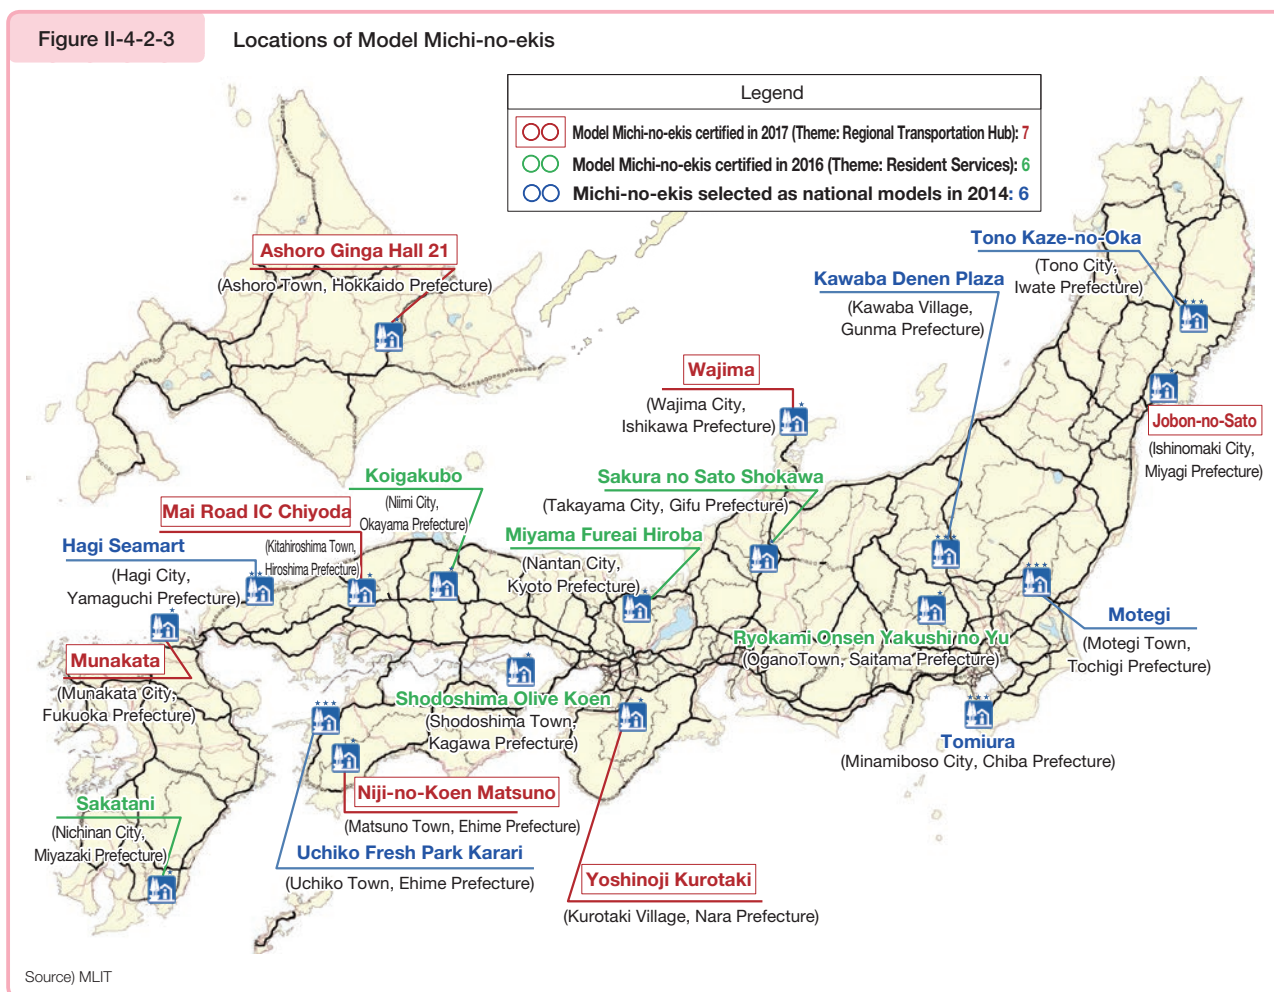 Figure II-4-2-3
Locations of Model Michi-no-ekis
Legend
○○ Model Michi-no-ekis certified in 2017 (Theme: Regional Transportation Hub): 7
○○ Model Michi-no-ekis certified in 2016 (Theme: Resident Services): 6
○○ Michi-no-ekis selected as national models in 2014: 6
Ashoro Ginga Hall 21
(Ashoro Town, Hokkaido Prefecture)
Tono Kaze-no-Oka
(Tono City,
Iwate Prefecture)
Kawaba Denen Plaza
(Kawaba Village,
Gunma Prefecture)
Wajima
(Wajima City,
Ishikawa Prefecture)
Jobon-no-Sato
(Ishinomaki City,
Miyagi Prefecture)
Koigakubo
(Niimi City,
Okayama Prefecture)
Sakura no Sato Shokawa
(Takayama City, Gifu Prefecture)
Mai Road IC Chiyoda
(Kitahiroshima Town,
Hiroshima Prefecture)
Miyama Fureai Hiroba
(Nantan City,
Kyoto Prefecture)
Hagi Seamart
(Hagi City,
Yamaguchi Prefecture)
Motegi
(Motegi Town,
Tochigi Prefecture)
Ryokami Onsen Yakushi no Yu
(OganoTown, Saitama Prefecture)
Munakata
(Munakata City,
Fukuoka Prefecture)
Shodoshima Olive Koen
(Shodoshima Town,
Kagawa Prefecture)
Tomiura
(Minamiboso City, Chiba Prefecture)
Niji-no-Koen Matsuno
(Matsuno Town, Ehime Prefecture)
Sakatani
(Nichinan City,
Miyazaki Prefecture)
Uchiko Fresh Park Karari
(Uchiko Town, Ehime Prefecture)
Yoshinoji Kurotaki
(Kurotaki Village, Nara Prefecture)
Source) MLIT